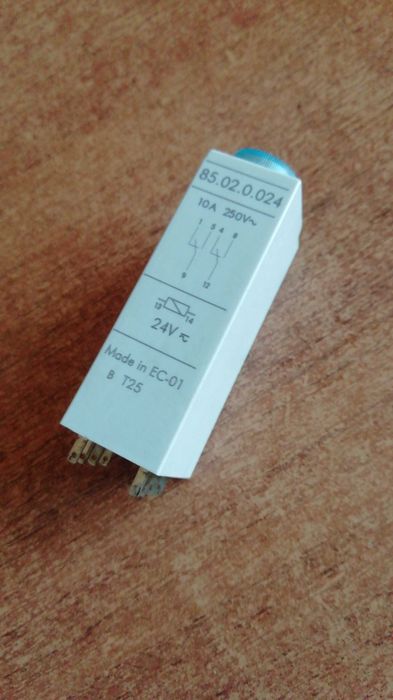 85.02.0.024
10A 250V~
1 5 4 8
9 12
13 14
24V
Made in EC-01
B T25